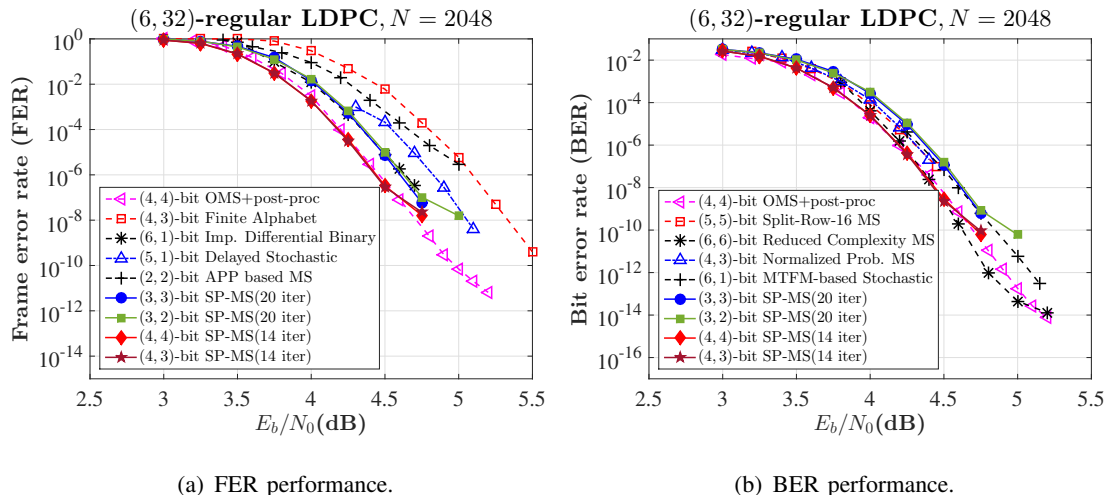 (6, 32)-regular LDPC, N = 2048
10^0
10^-2
10^-4
10^-6
10^-8
10^-10
10^-12
10^-14
Frame error rate (FER)
(4, 4)-bit OMS+post-proc
(4, 3)-bit Finite Alphabet
(6, 1)-bit Imp. Differential Binary
(5, 1)-bit Delayed Stochastic
(2, 2)-bit APP based MS
(3, 3)-bit SP-MS(20 iter)
(3, 2)-bit SP-MS(20 iter)
(4, 4)-bit SP-MS(14 iter)
(4, 3)-bit SP-MS(14 iter)
2.5 3 3.5 4 4.5 5 5.5
E_b/N_0(dB)
(a) FER performance.
(6, 32)-regular LDPC, N = 2048
10^-2
10^-4
10^-6
10^-8
10^-10
10^-12
10^-14
10^-16
Bit error rate (BER)
(4, 4)-bit OMS+post-proc
(5, 5)-bit Split-Row-16 MS
(6, 6)-bit Reduced Complexity MS
(4, 3)-bit Normalized Prob. MS
(6, 1)-bit MTFM-based Stochastic
(3, 3)-bit SP-MS(20 iter)
(3, 2)-bit SP-MS(20 iter)
(4, 4)-bit SP-MS(14 iter)
(4, 3)-bit SP-MS(14 iter)
2.5 3 3.5 4 4.5 5 5.5
E_b/N_0(dB)
(b) BER performance.